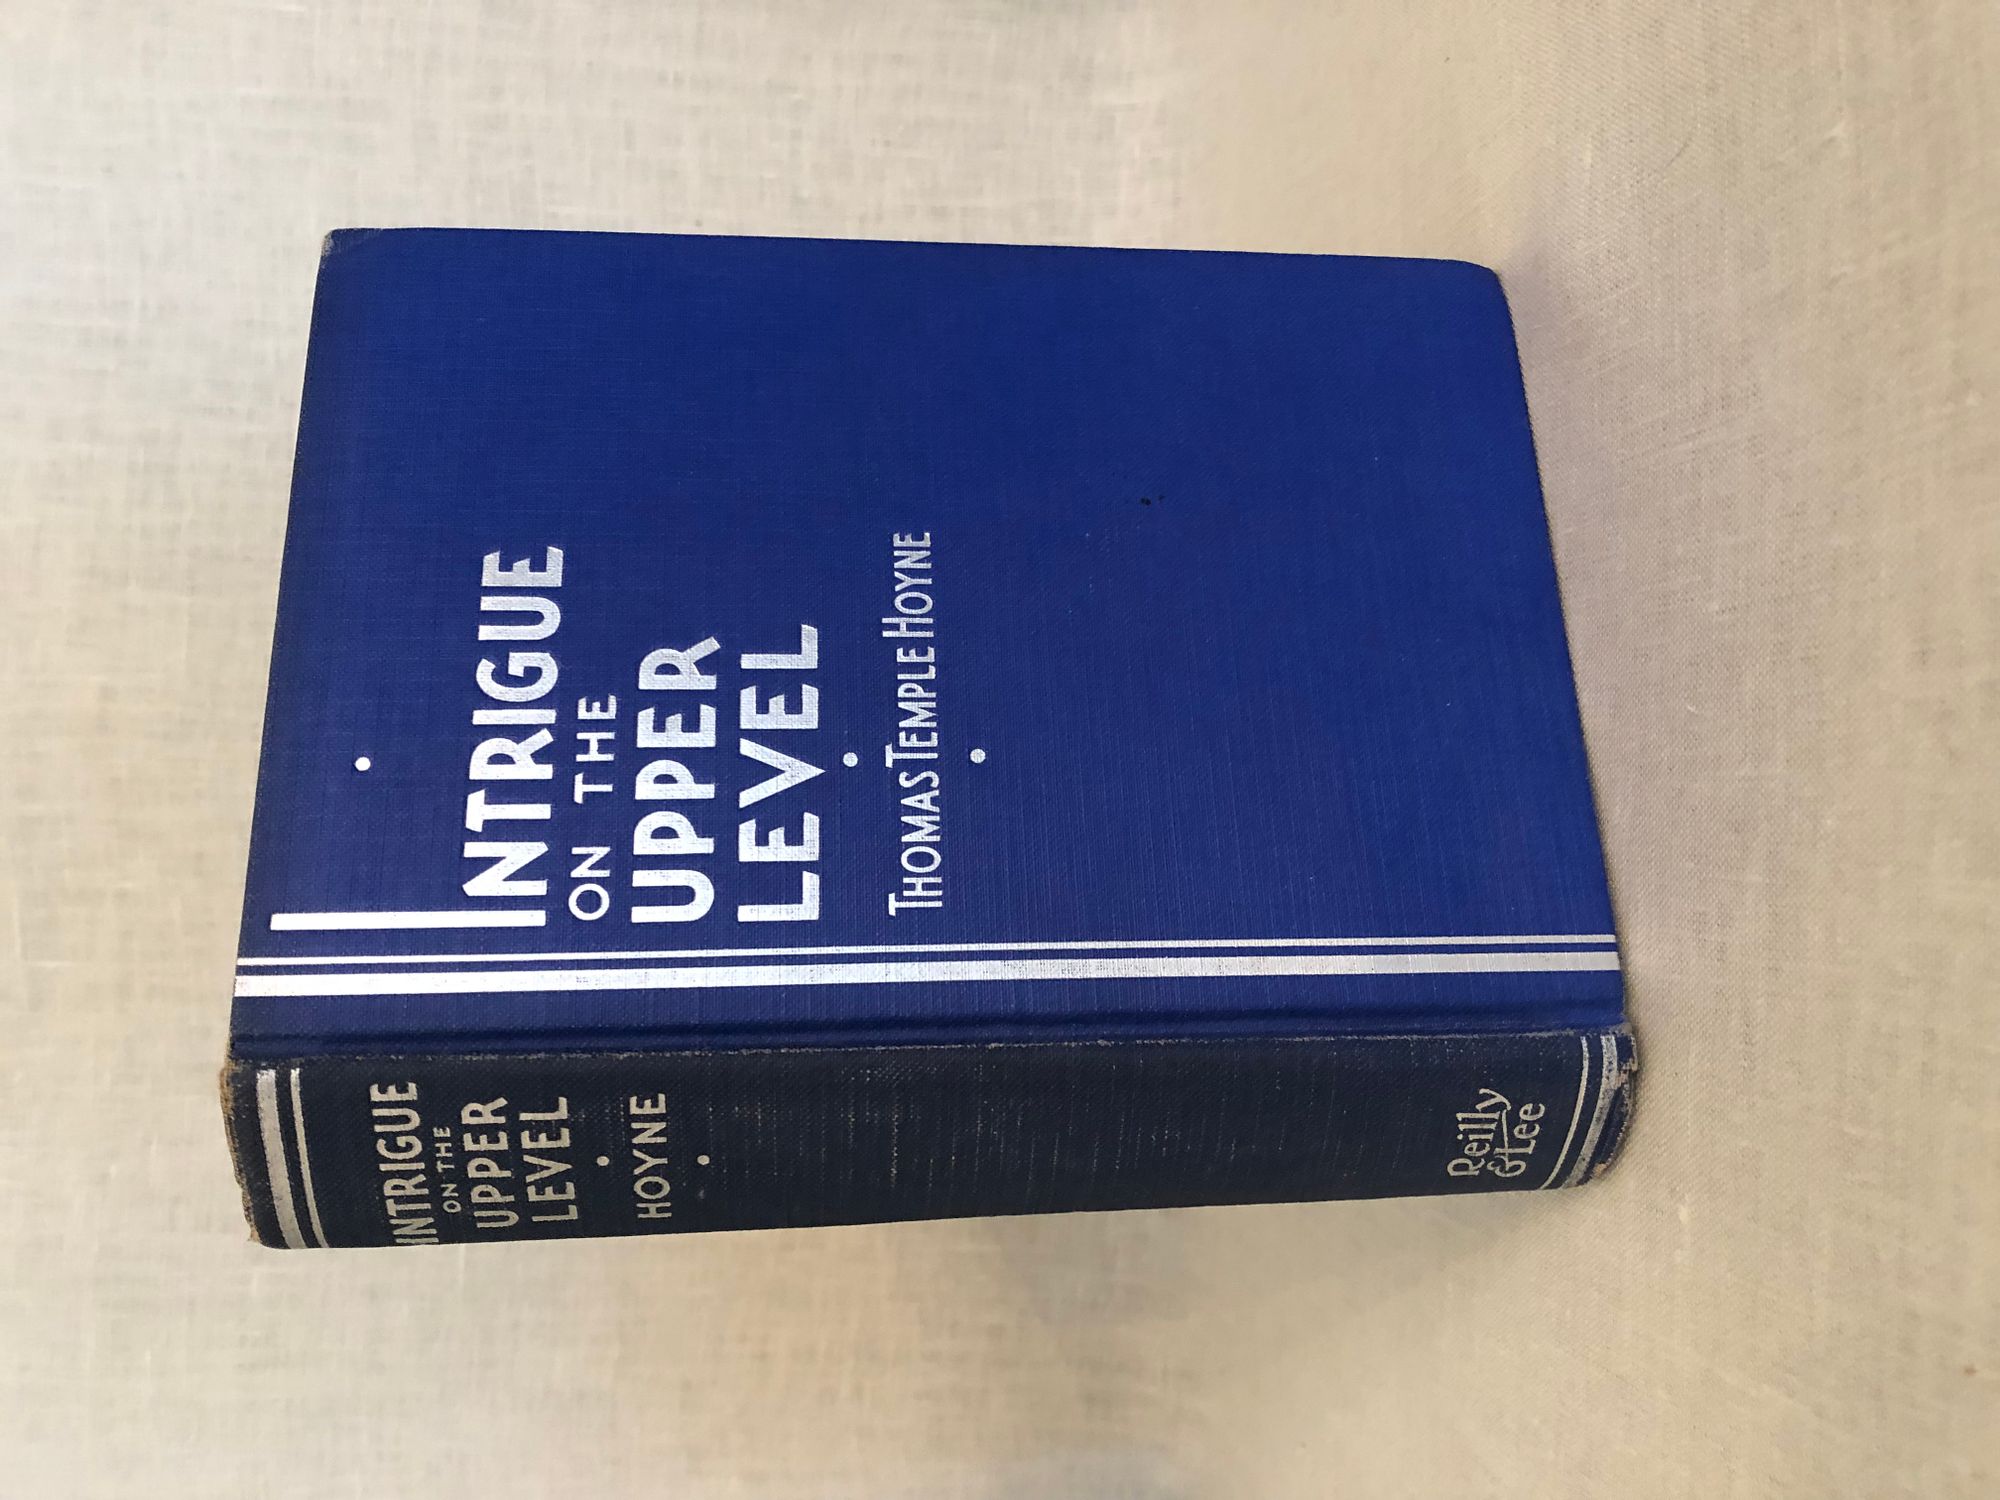 INTRIGUE
ON THE
UPPER
LEVEL
THOMAS TEMPLE HOYNE
INTRIGUE
ON THE
UPPER
LEVEL
HOYNE
Reilly
& Lee